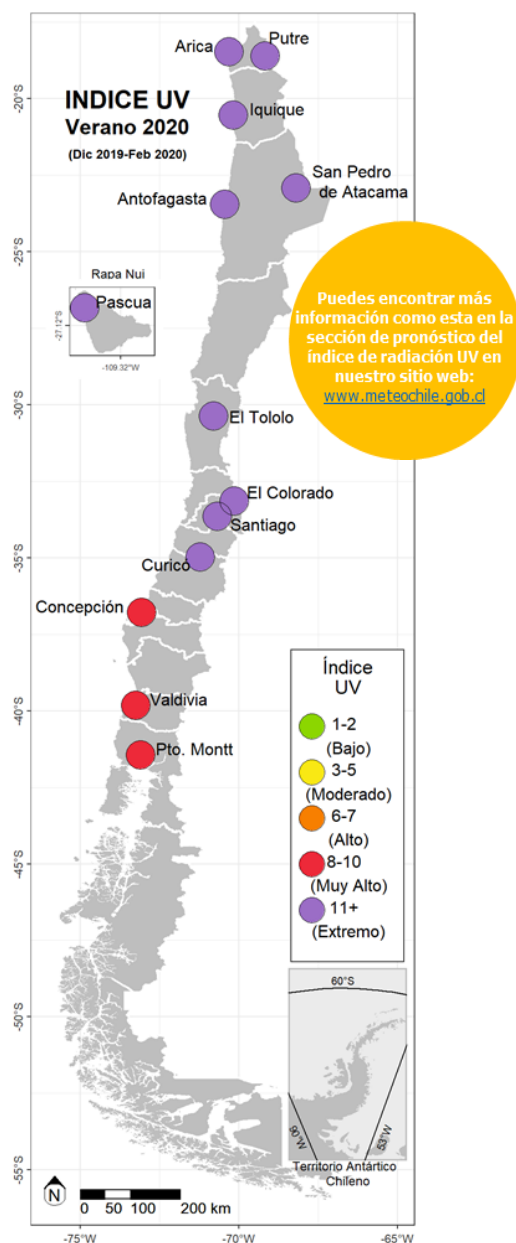 INDICE UV
Verano 2020
(Dic 2019-Feb 2020)
Arica
Putre
Iquique
San Pedro
de Atacama
Antofagasta
Rapa Nui
Pascua
-27.12°S
-109.32°W
Puedes encontrar más
información como esta en la
sección de pronóstico del
índice de radiación UV en
nuestro sitio web:
www.meteochile.gob.cl
El Tololo
El Colorado
Santiago
Curicó
Concepción
Valdivia
Pto. Montt
Índice
UV
1-2
(Bajo)
3-5
(Moderado)
6-7
(Alto)
8-10
(Muy Alto)
11+
(Extremo)
60°S
90°W
53°W
Territorio Antártico
Chileno
N
0 50 100 200 km
-20°S
-25°S
-30°S
-35°S
-40°S
-45°S
-50°S
-55°S
-75°W
-70°W
-65°W